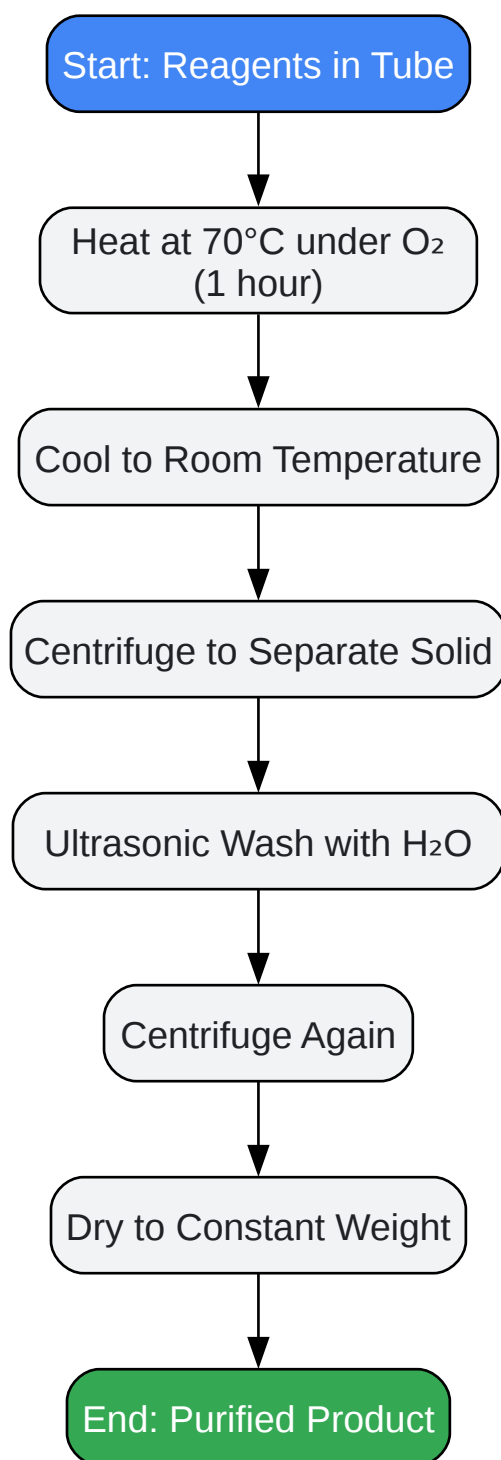 Start: Reagents in Tube
Heat at 70°C under O₂
(1 hour)
Cool to Room Temperature
Centrifuge to Separate Solid
Ultrasonic Wash with H₂O
Centrifuge Again
Dry to Constant Weight
End: Purified Product